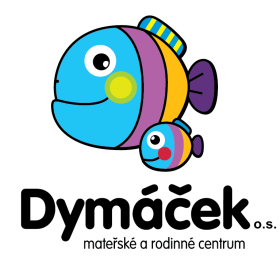 Dymáček o.s.
mateřské a rodinné centrum